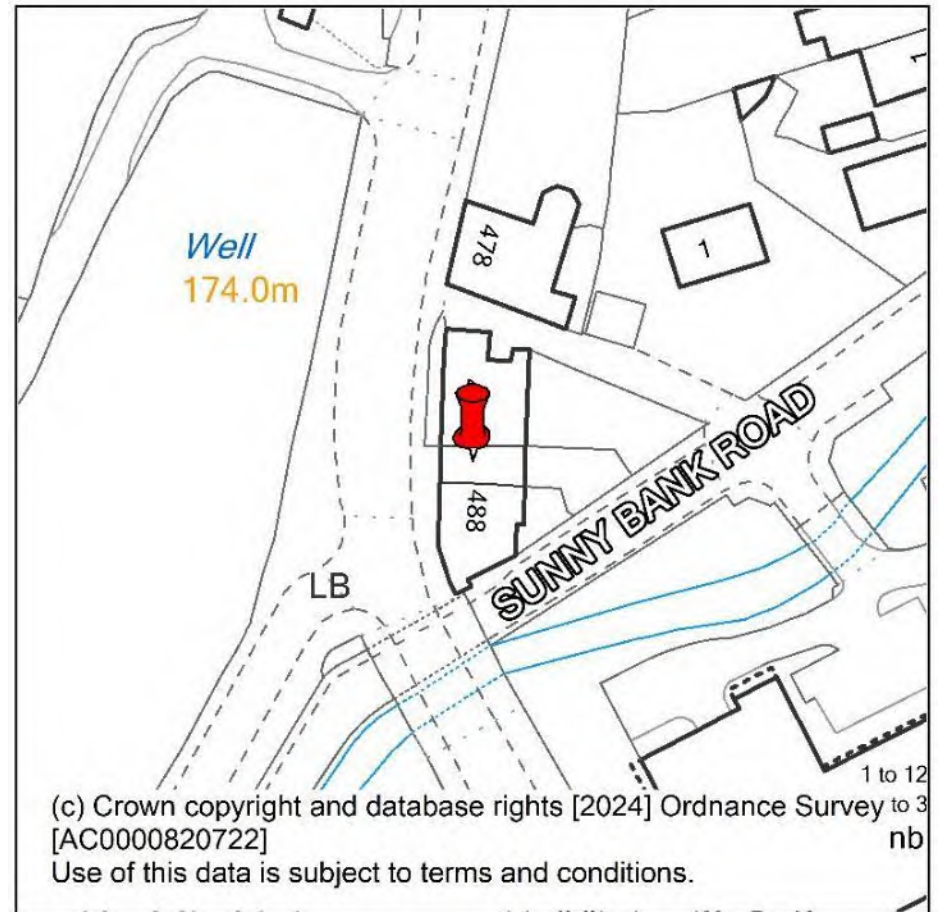 1
Well
174.0m
478
1
SUNNY BANK ROAD
488
LB
1 to 12
(c) Crown copyright and database rights [2024] Ordnance Survey to 3
[AC0000820722]
nb
Use of this data is subject to terms and conditions.